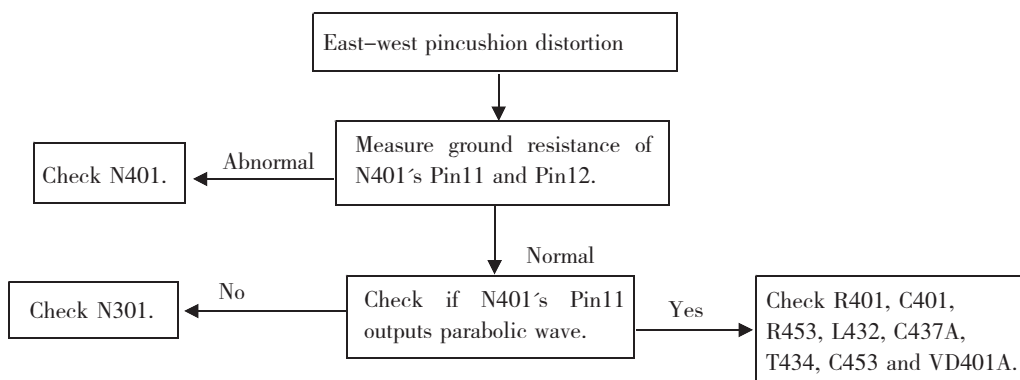 East-west pincushion distortion
Measure ground resistance of
N401´s Pin11 and Pin12.
Abnormal
Check N401.
Normal
Check if N401´s Pin11
outputs parabolic wave.
No
Check N301.
Yes
Check R401, C401,
R453, L432, C437A,
T434, C453 and VD401A.